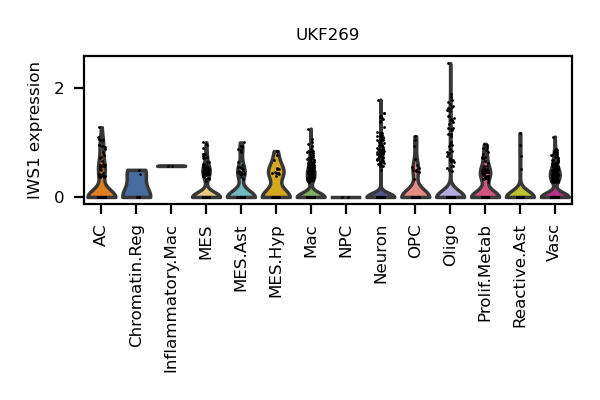 UKF269
IWS1 expression
2
0
AC
Chromatin.Reg
Inflammatory.Mac
MES
MES.Ast
MES.Hyp
Mac
NPC
Neuron
OPC
Oligo
Prolif.Metab
Reactive.Ast
Vasc